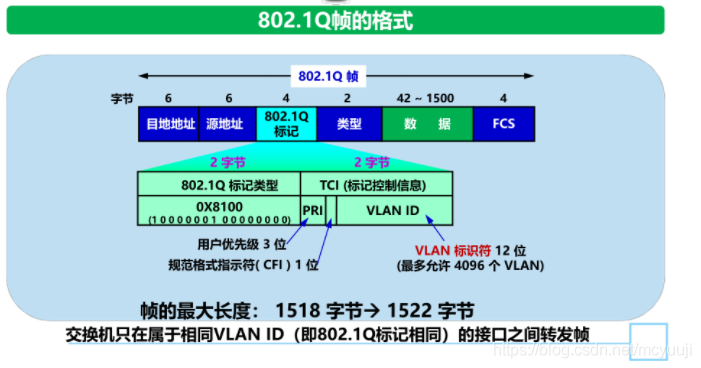 802.1Q帧的格式
802.1Q 帧
字节 6 6 4 2 42 ~ 1500 4
目地地址 源地址 802.1Q 标记 类型 数 据 FCS
2 字节 2 字节
802.1Q 标记类型 TCI (标记控制信息)
0X8100 PRI VLAN ID
(1 0 0 0 0 0 0 1 0 0 0 0 0 0 0 0)
用户优先级 3 位
规范格式指示符( CFI ) 1 位
VLAN 标识符 12 位
(最多允许 4096 个 VLAN)
帧的最大长度： 1518 字节→ 1522 字节
交换机只在属于相同VLAN ID（即802.1Q标记相同）的接口之间转发帧
https://blog.csdn.net/mcyuuji